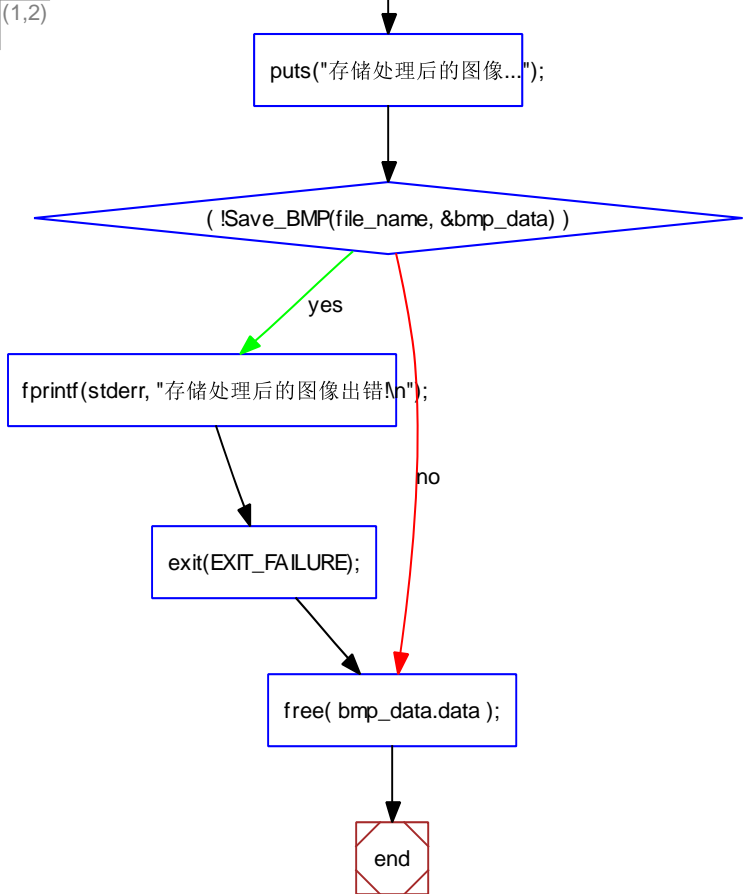 (1,2)
puts("存储处理后的图像...");
( !Save_BMP(file_name, &bmp_data) )
yes
fprintf(stderr, "存储处理后的图像出错!\n");
no
exit(EXIT_FAILURE);
free( bmp_data.data );
end